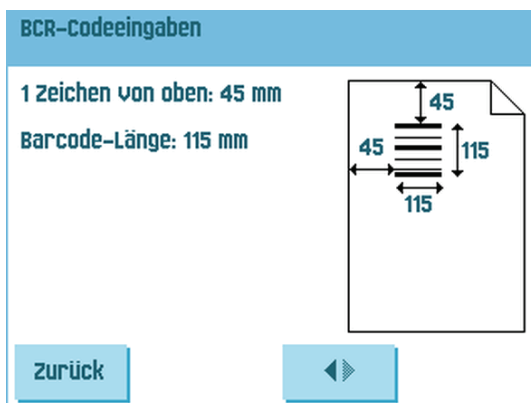 BCR-Codeeingaben
1 Zeichen von oben: 45 mm
Barcode-Länge: 115 mm
45
45
115
115
Zurück